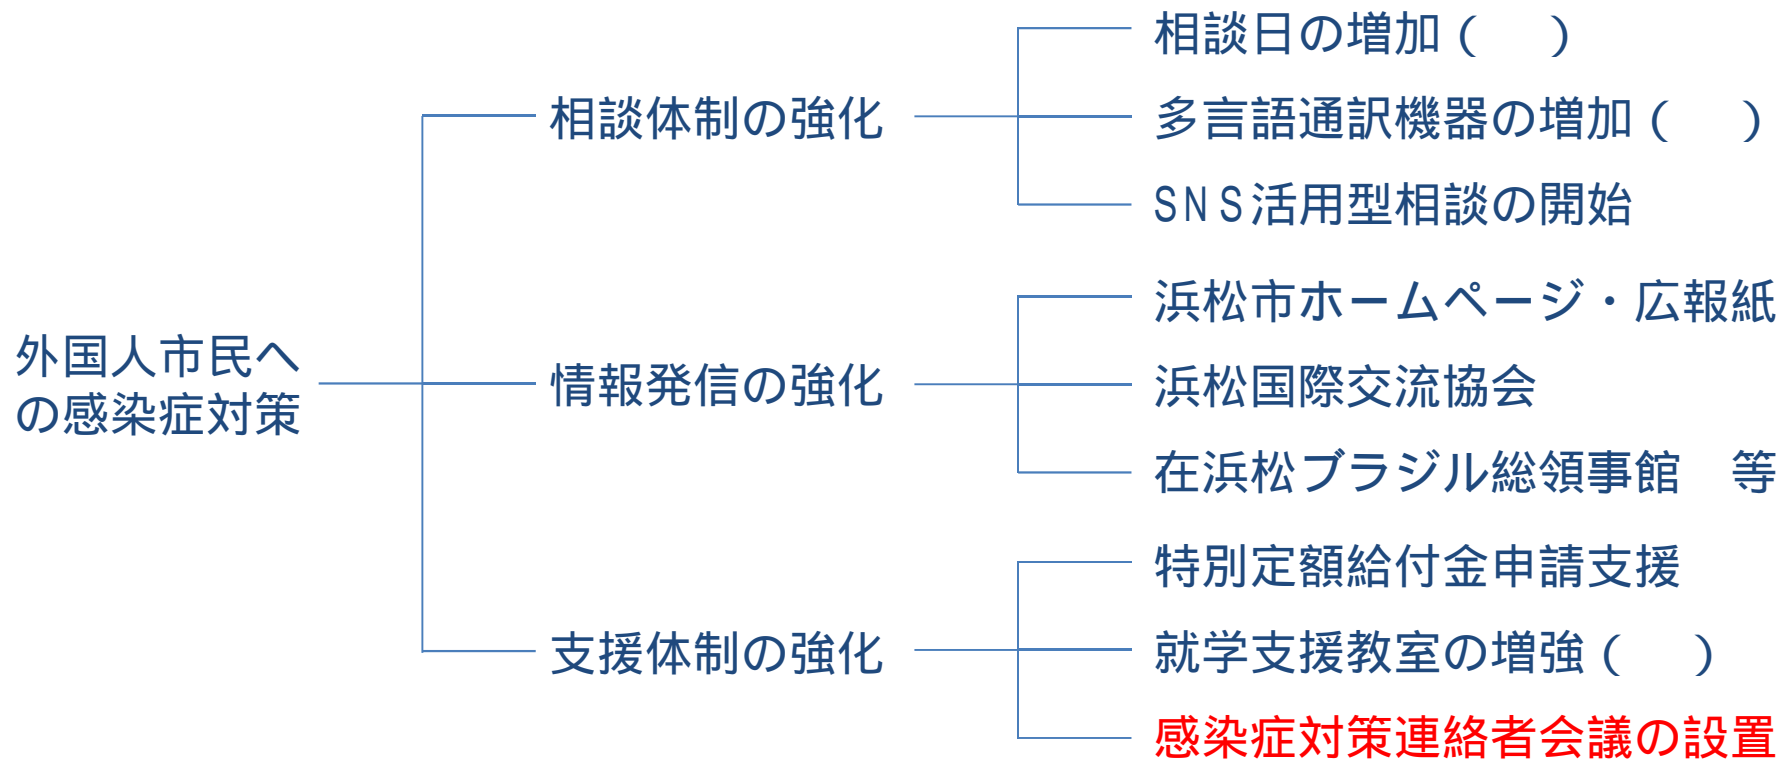 外国人市民へ
の感染症対策
相談体制の強化
相談日の増加（　）
多言語通訳機器の増加（　）
SNS活用型相談の開始
情報発信の強化
浜松市ホームページ・広報紙
浜松国際交流協会
在浜松ブラジル総領事館　等
支援体制の強化
特別定額給付金申請支援
就学支援教室の増強（　）
感染症対策連絡者会議の設置